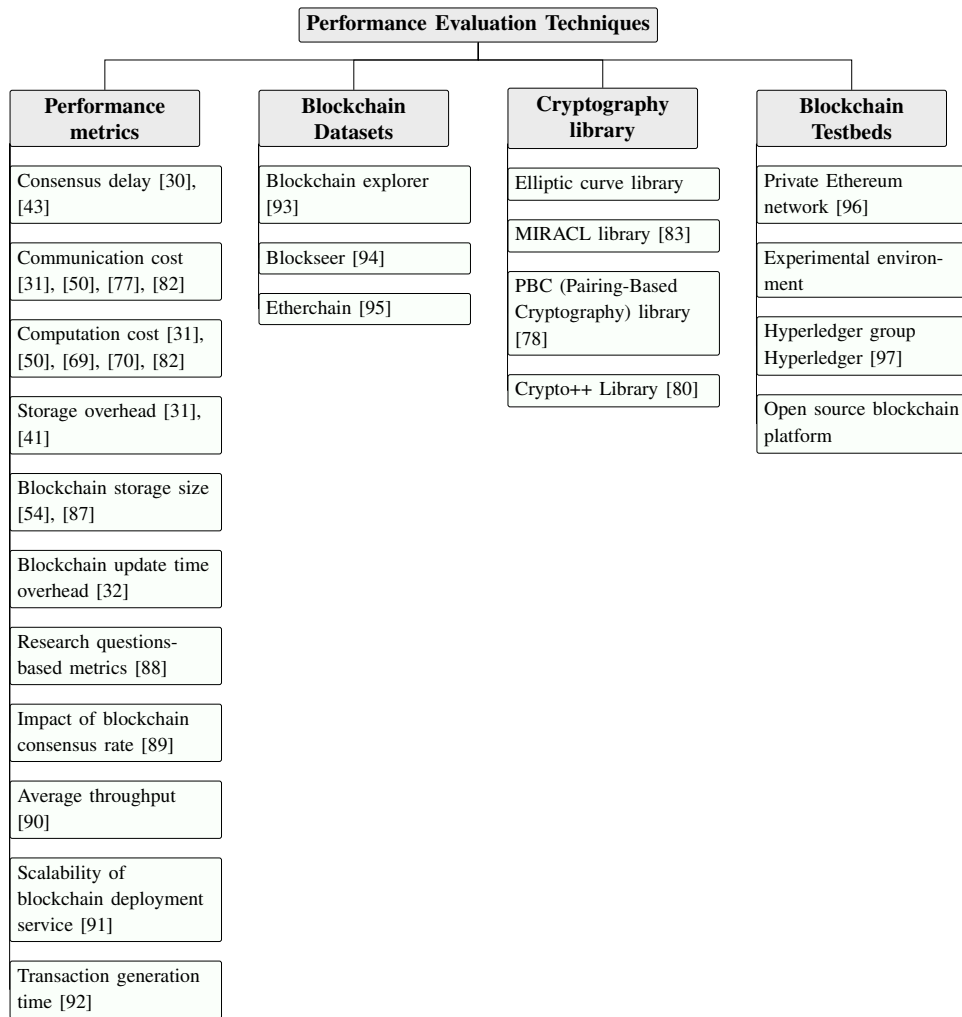 Performance Evaluation Techniques
Performance
metrics
Consensus delay [30],
[43]
Communication cost
[31], [50], [77], [82]
Computation cost [31],
[50], [69], [70], [82]
Storage overhead [31],
[41]
Blockchain storage size
[54], [87]
Blockchain update time
overhead [32]
Research questions-
based metrics [88]
Impact of blockchain
consensus rate [89]
Average throughput
[90]
Scalability of
blockchain deployment
service [91]
Transaction generation
time [92]
Blockchain
Datasets
Blockchain explorer
[93]
Blockseer [94]
Etherchain [95]
Cryptography
library
Elliptic curve library
MIRACL library [83]
PBC (Pairing-Based
Cryptography) library
[78]
Crypto++ Library [80]
Blockchain
Testbeds
Private Ethereum
network [96]
Experimental environ-
ment
Hyperledger group
Hyperledger [97]
Open source blockchain
platform